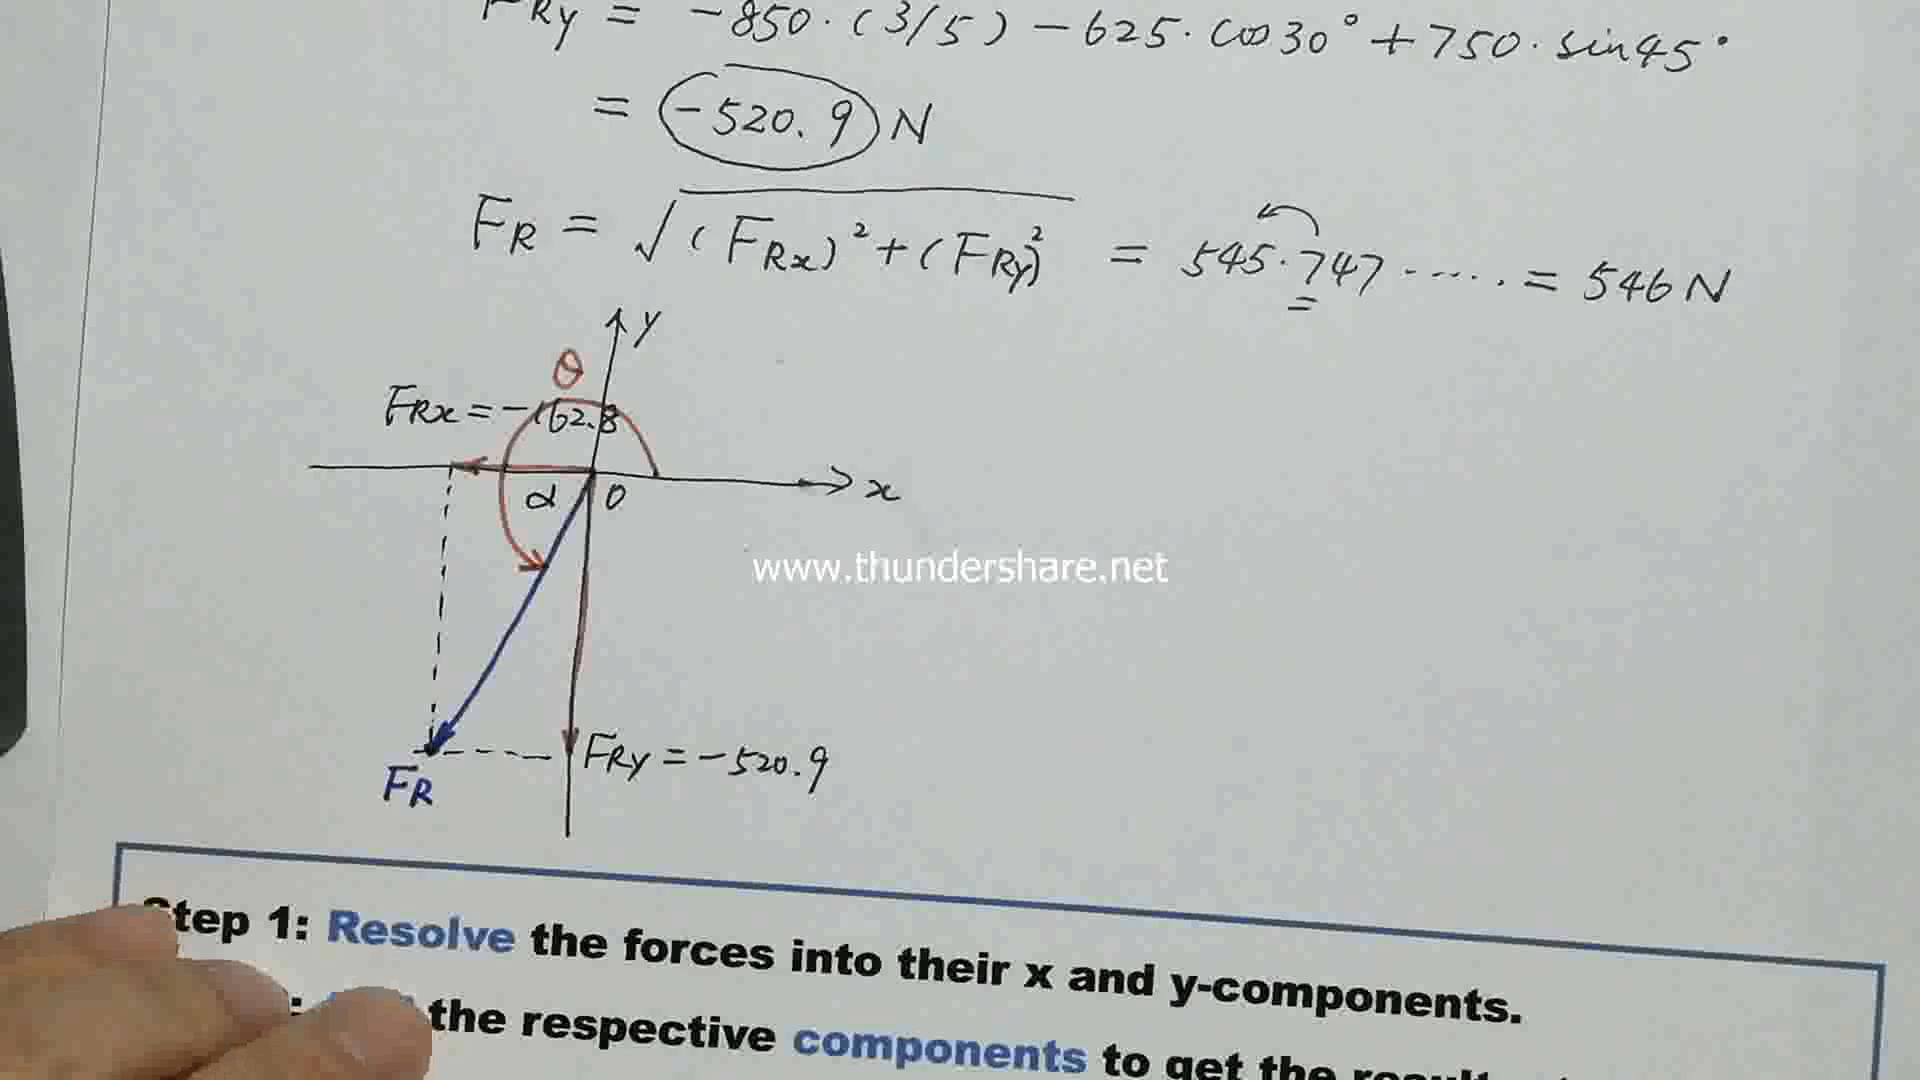 FRy = -850·(3/5) - 625·cos30° + 750·sin45°
= -520.9 N
FR = √(FRx)² + (FRy)² = 545.747 ..... = 546 N
y
θ
FRx = -162.8
α O x
www.thundershare.net
FRy = -520.9
FR
Step 1: Resolve the forces into their x and y-components.
: the respective components to get the